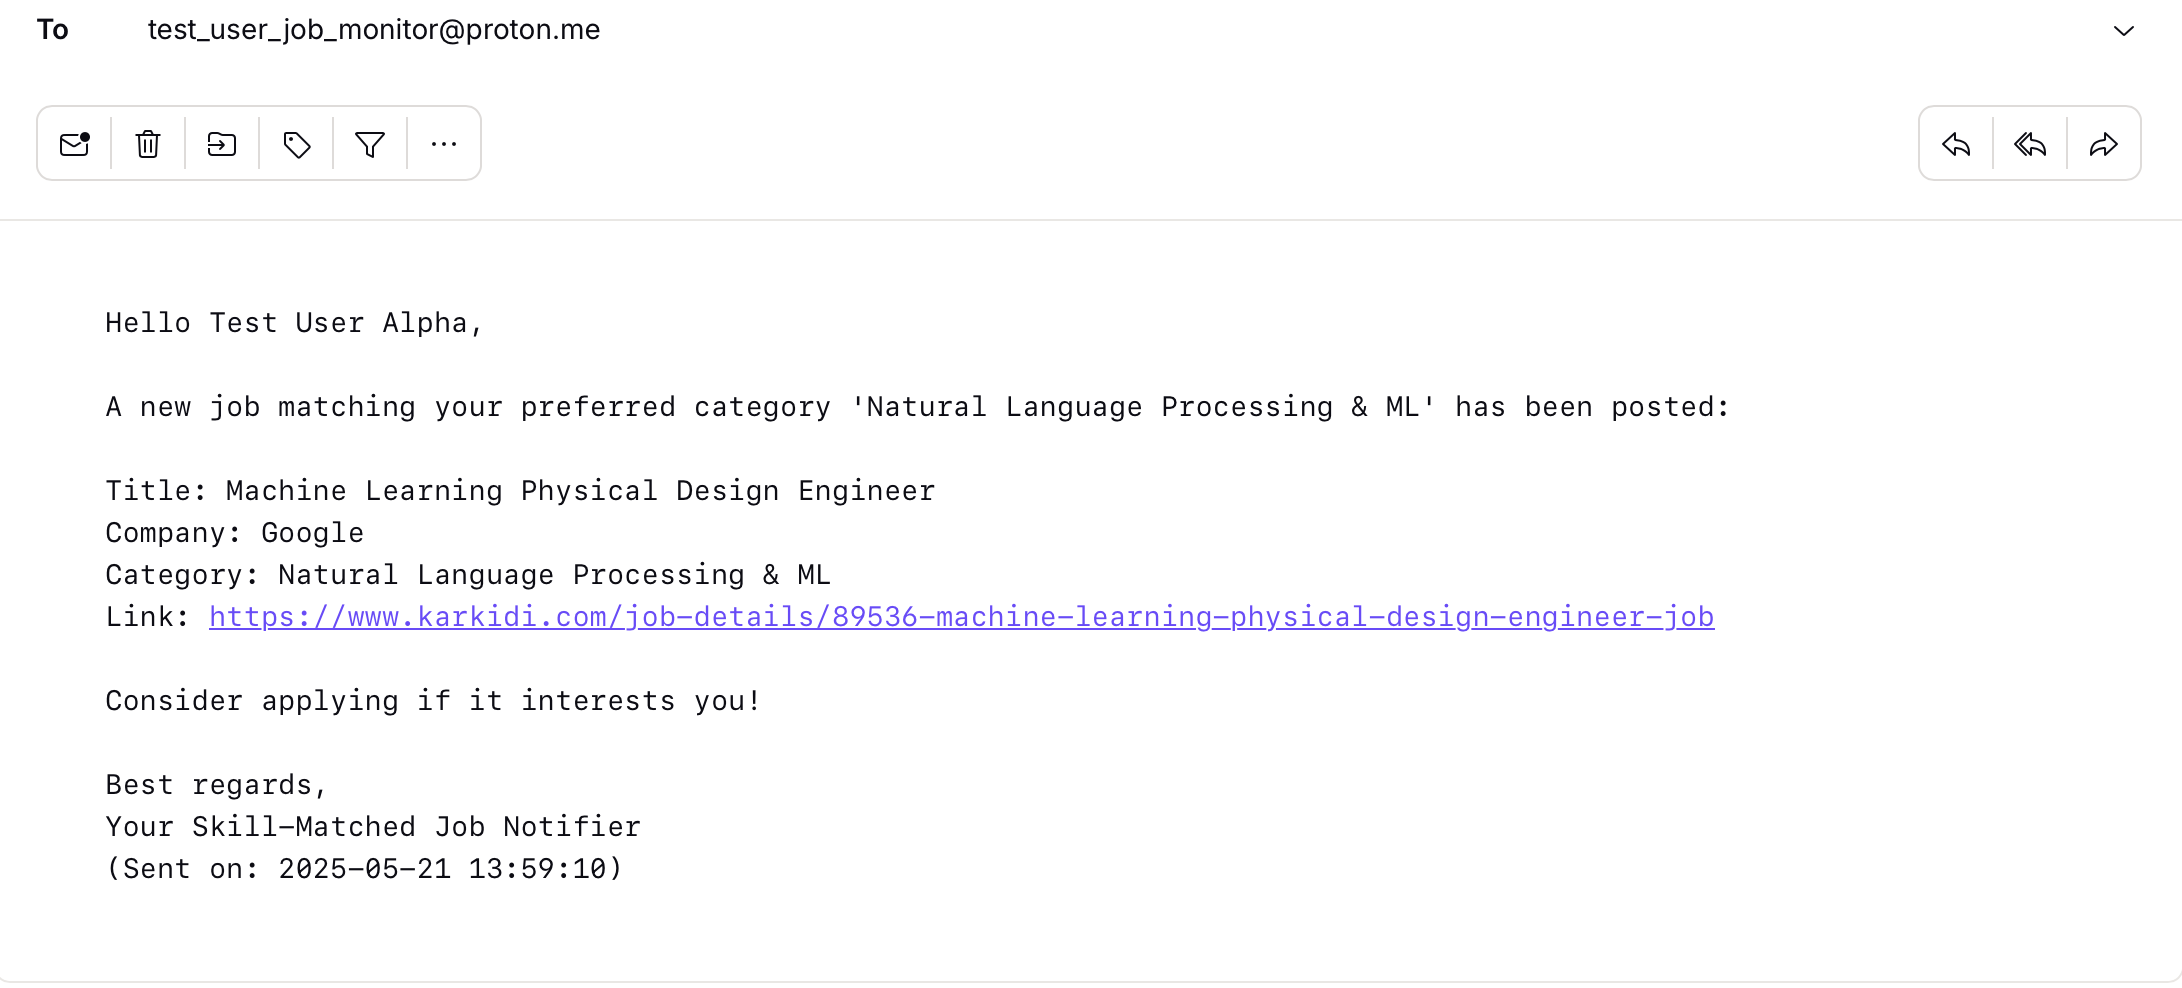 To test_user_job_monitor@proton.me
Hello Test User Alpha,
A new job matching your preferred category 'Natural Language Processing & ML' has been posted:
Title: Machine Learning Physical Design Engineer
Company: Google
Category: Natural Language Processing & ML
Link: https://www.karkidi.com/job-details/89536-machine-learning-physical-design-engineer-job
Consider applying if it interests you!
Best regards,
Your Skill-Matched Job Notifier
(Sent on: 2025-05-21 13:59:10)